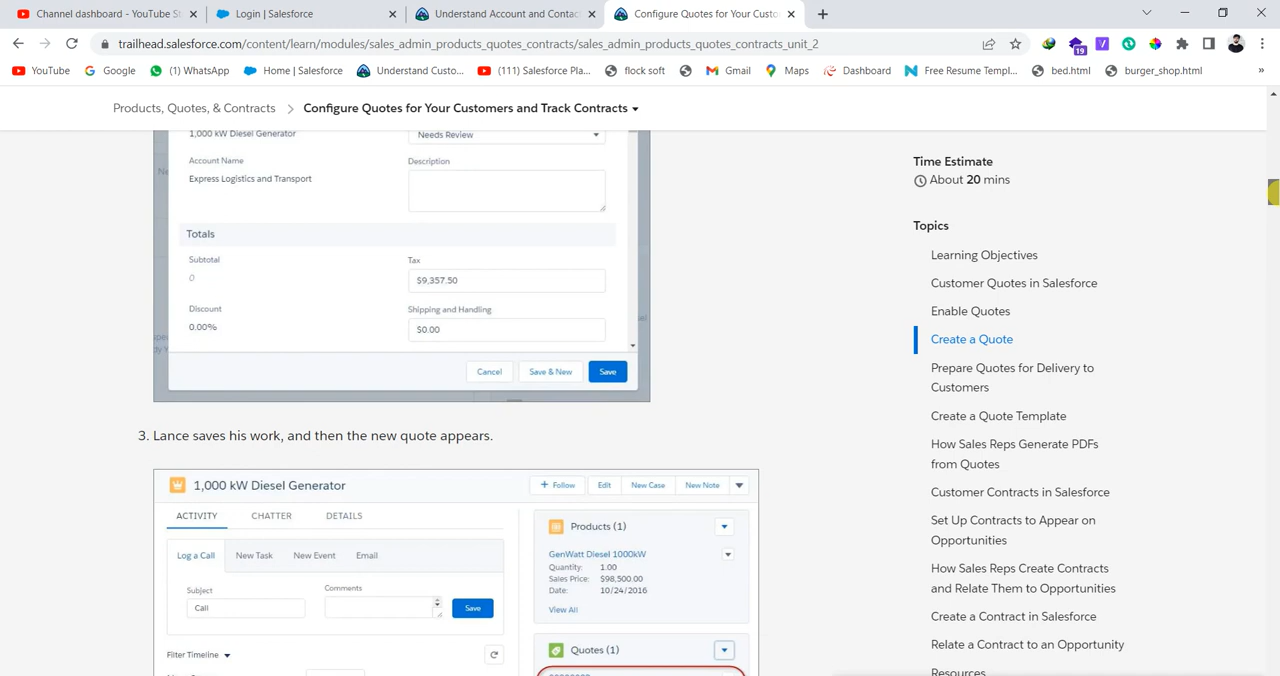 Channel dashboard - YouTube St
Login | Salesforce
Understand Account and Contac
Configure Quotes for Your Custo
trailhead.salesforce.com/content/learn/modules/sales_admin_products_quotes_contracts/sales_admin_products_quotes_contracts_unit_2
19
YouTube
Google
(1) WhatsApp
Home | Salesforce
Understand Custo...
(111) Salesforce Pla...
flock soft
Gmail
Maps
Dashboard
Free Resume Templ...
bed.html
burger_shop.html
»
Products, Quotes, & Contracts
Configure Quotes for Your Customers and Track Contracts
1,000 kW Diesel Generator
Needs Review
Account Name
Description
Express Logistics and Transport
Totals
Subtotal
Tax
0
$9,357.50
Discount
Shipping and Handling
0.00%
$0.00
Cancel
Save & New
Save
3. Lance saves his work, and then the new quote appears.
1,000 kW Diesel Generator
+ Follow
Edit
New Case
New Note
ACTIVITY
CHATTER
DETAILS
Log a Call
New Task
New Event
Email
Subject
Comments
Call
Save
Filter Timeline
Products (1)
GenWatt Diesel 1000kW
Quantity: 1.00
Sales Price: $98,500.00
Date: 10/24/2016
View All
Quotes (1)
Time Estimate
About 20 mins
Topics
Learning Objectives
Customer Quotes in Salesforce
Enable Quotes
Create a Quote
Prepare Quotes for Delivery to
Customers
Create a Quote Template
How Sales Reps Generate PDFs
from Quotes
Customer Contracts in Salesforce
Set Up Contracts to Appear on
Opportunities
How Sales Reps Create Contracts
and Relate Them to Opportunities
Create a Contract in Salesforce
Relate a Contract to an Opportunity
Resources